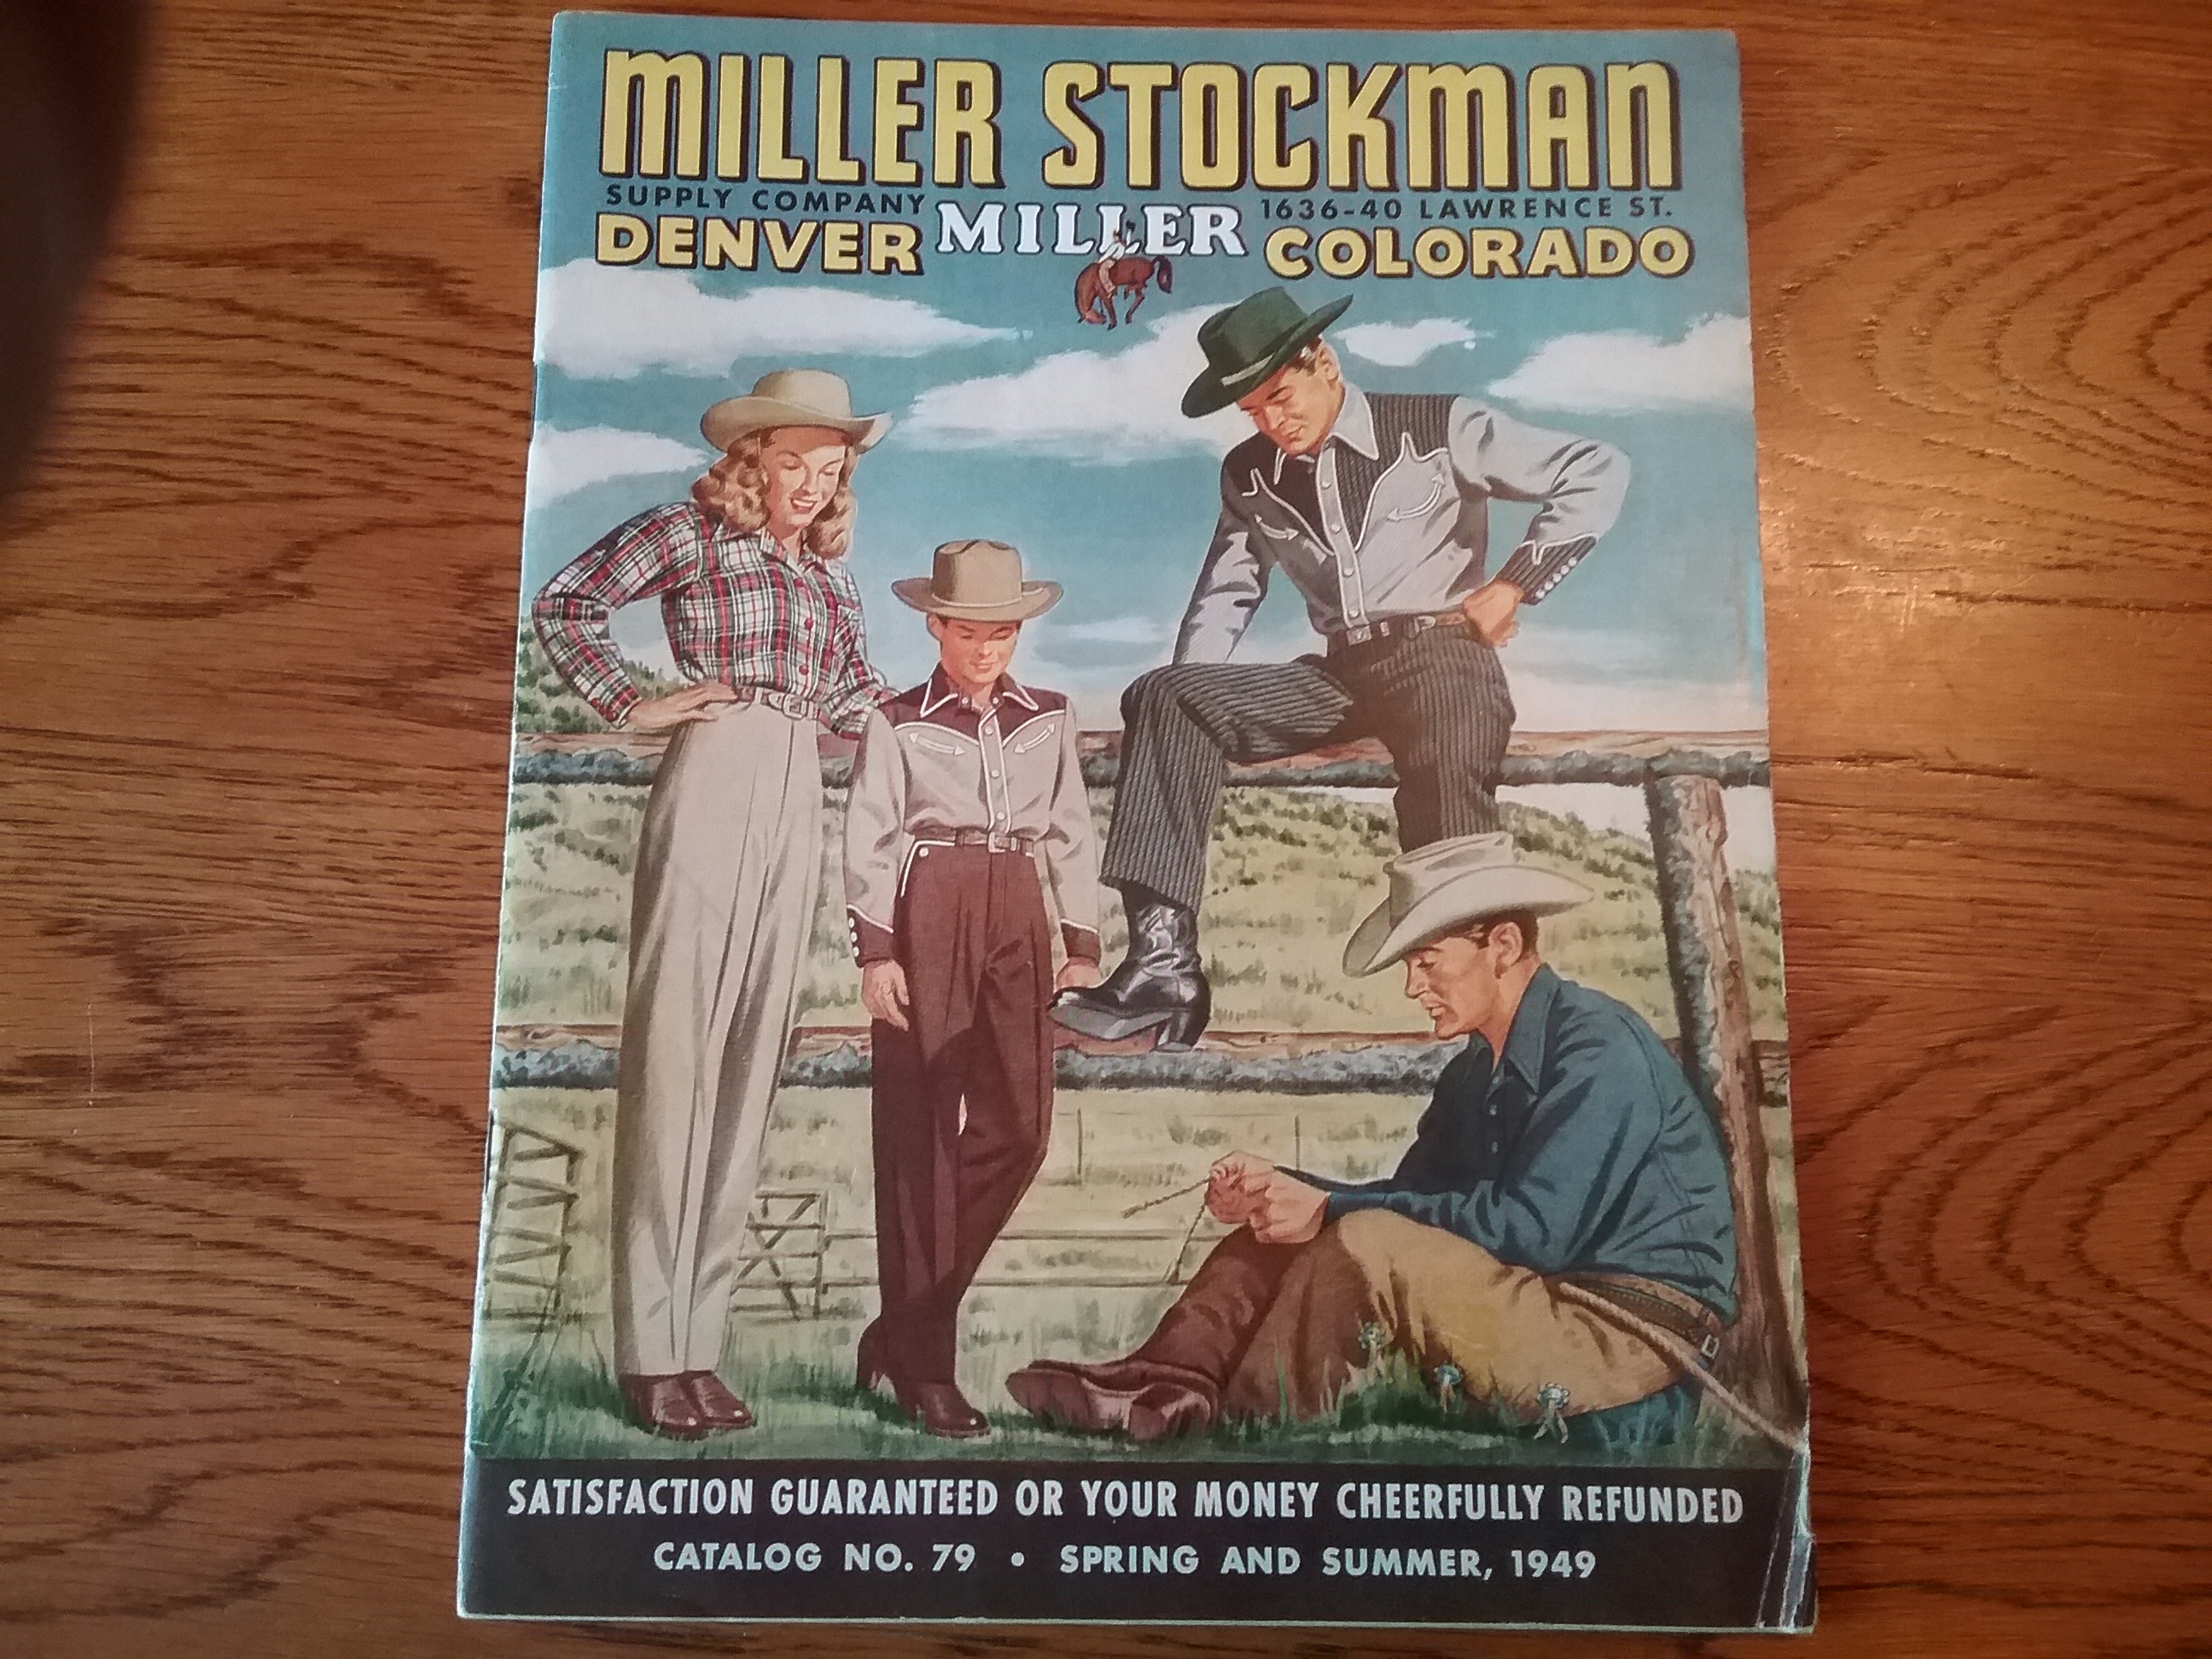 MILLER STOCKMAN
SUPPLY COMPANY MILLER 1636-40 LAWRENCE ST.
DENVER COLORADO
SATISFACTION GUARANTEED OR YOUR MONEY CHEERFULLY REFUNDED
CATALOG NO. 79 • SPRING AND SUMMER, 1949